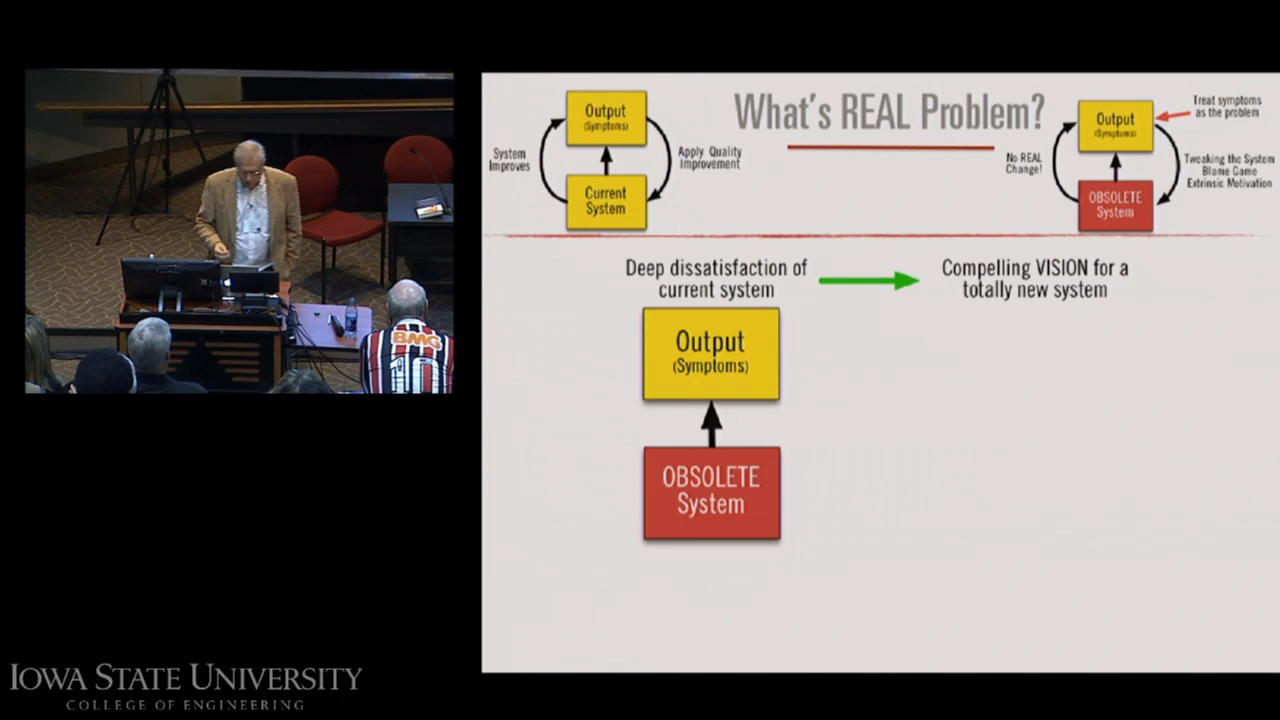 What's REAL Problem?
Output
(Symptoms)
System
Improves
Apply Quality
Improvement
Current
System
Treat symptoms
as the problem
Output
(Symptoms)
No REAL
Change!
Tweaking the System
Blame Game
Extrinsic Motivation
OBSOLETE
System
Deep dissatisfaction of
current system
Compelling VISION for a
totally new system
Output
(Symptoms)
OBSOLETE
System
BMG
IOWA STATE UNIVERSITY
COLLEGE OF ENGINEERING